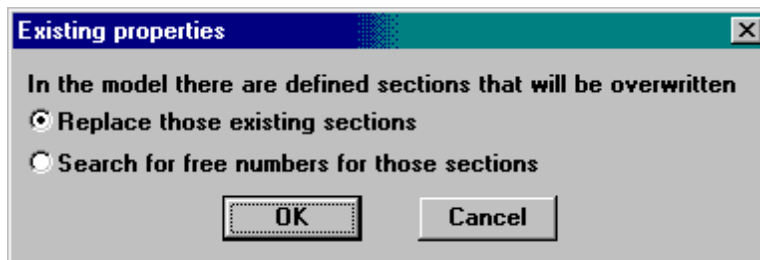 Existing properties
In the model there are defined sections that will be overwritten
Replace those existing sections
Search for free numbers for those sections
OK Cancel